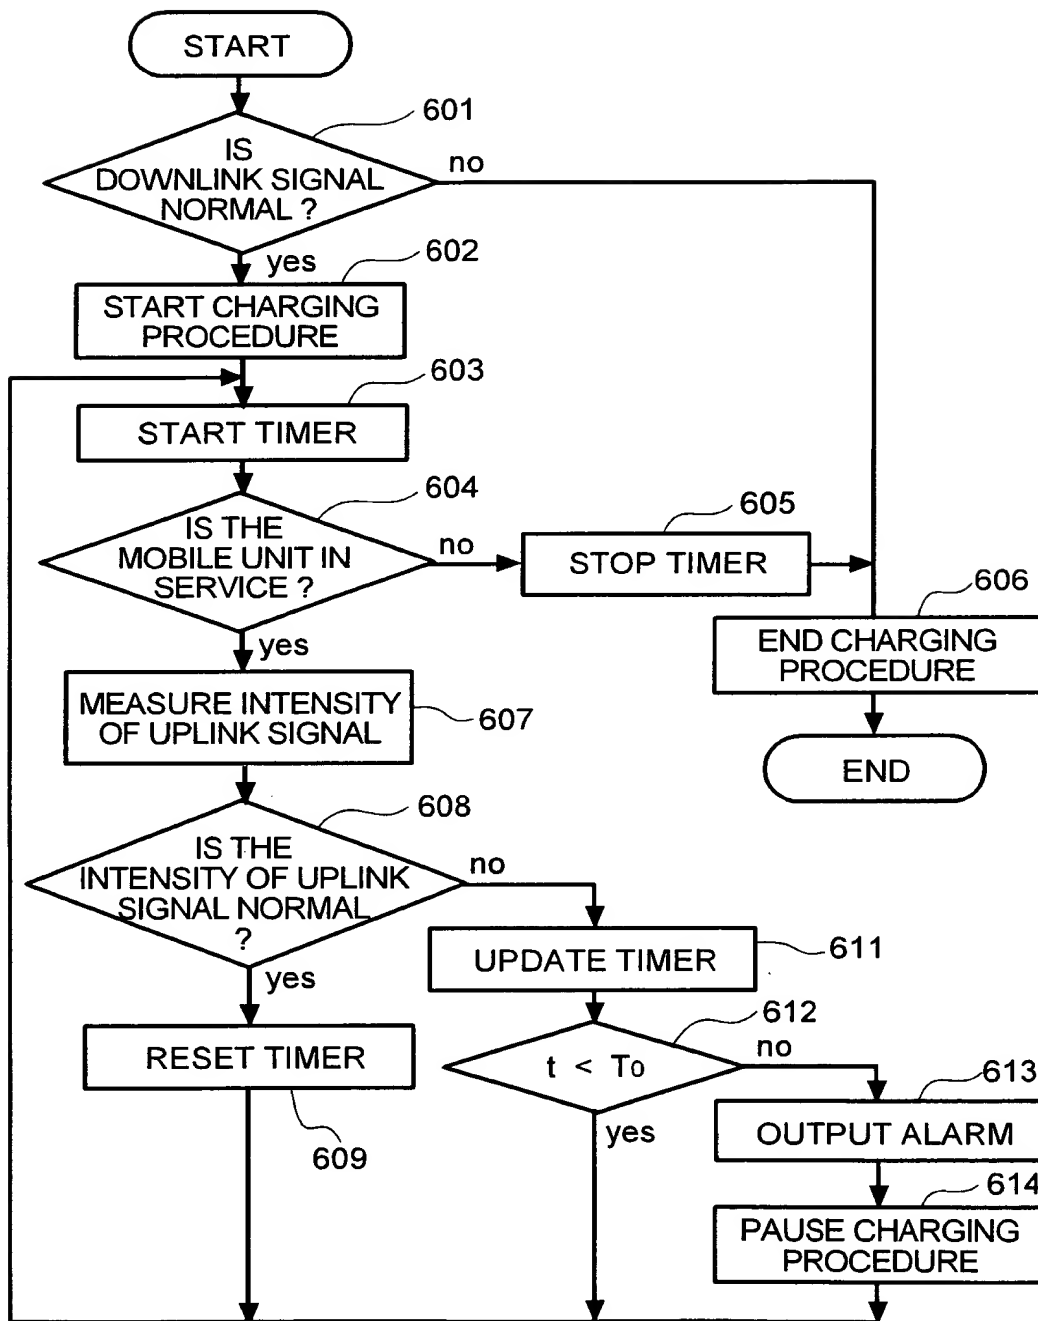 START
601
IS
DOWNLINK SIGNAL
NORMAL ?
no
yes
602
START CHARGING
PROCEDURE
603
START TIMER
604
IS THE
MOBILE UNIT IN
SERVICE ?
no
605
STOP TIMER
606
END CHARGING
PROCEDURE
yes
MEASURE INTENSITY
OF UPLINK SIGNAL
607
END
608
IS THE
INTENSITY OF UPLINK
SIGNAL NORMAL
?
no
yes
UPDATE TIMER
611
RESET TIMER
609
612
t < T0
no
yes
613
OUTPUT ALARM
614
PAUSE CHARGING
PROCEDURE